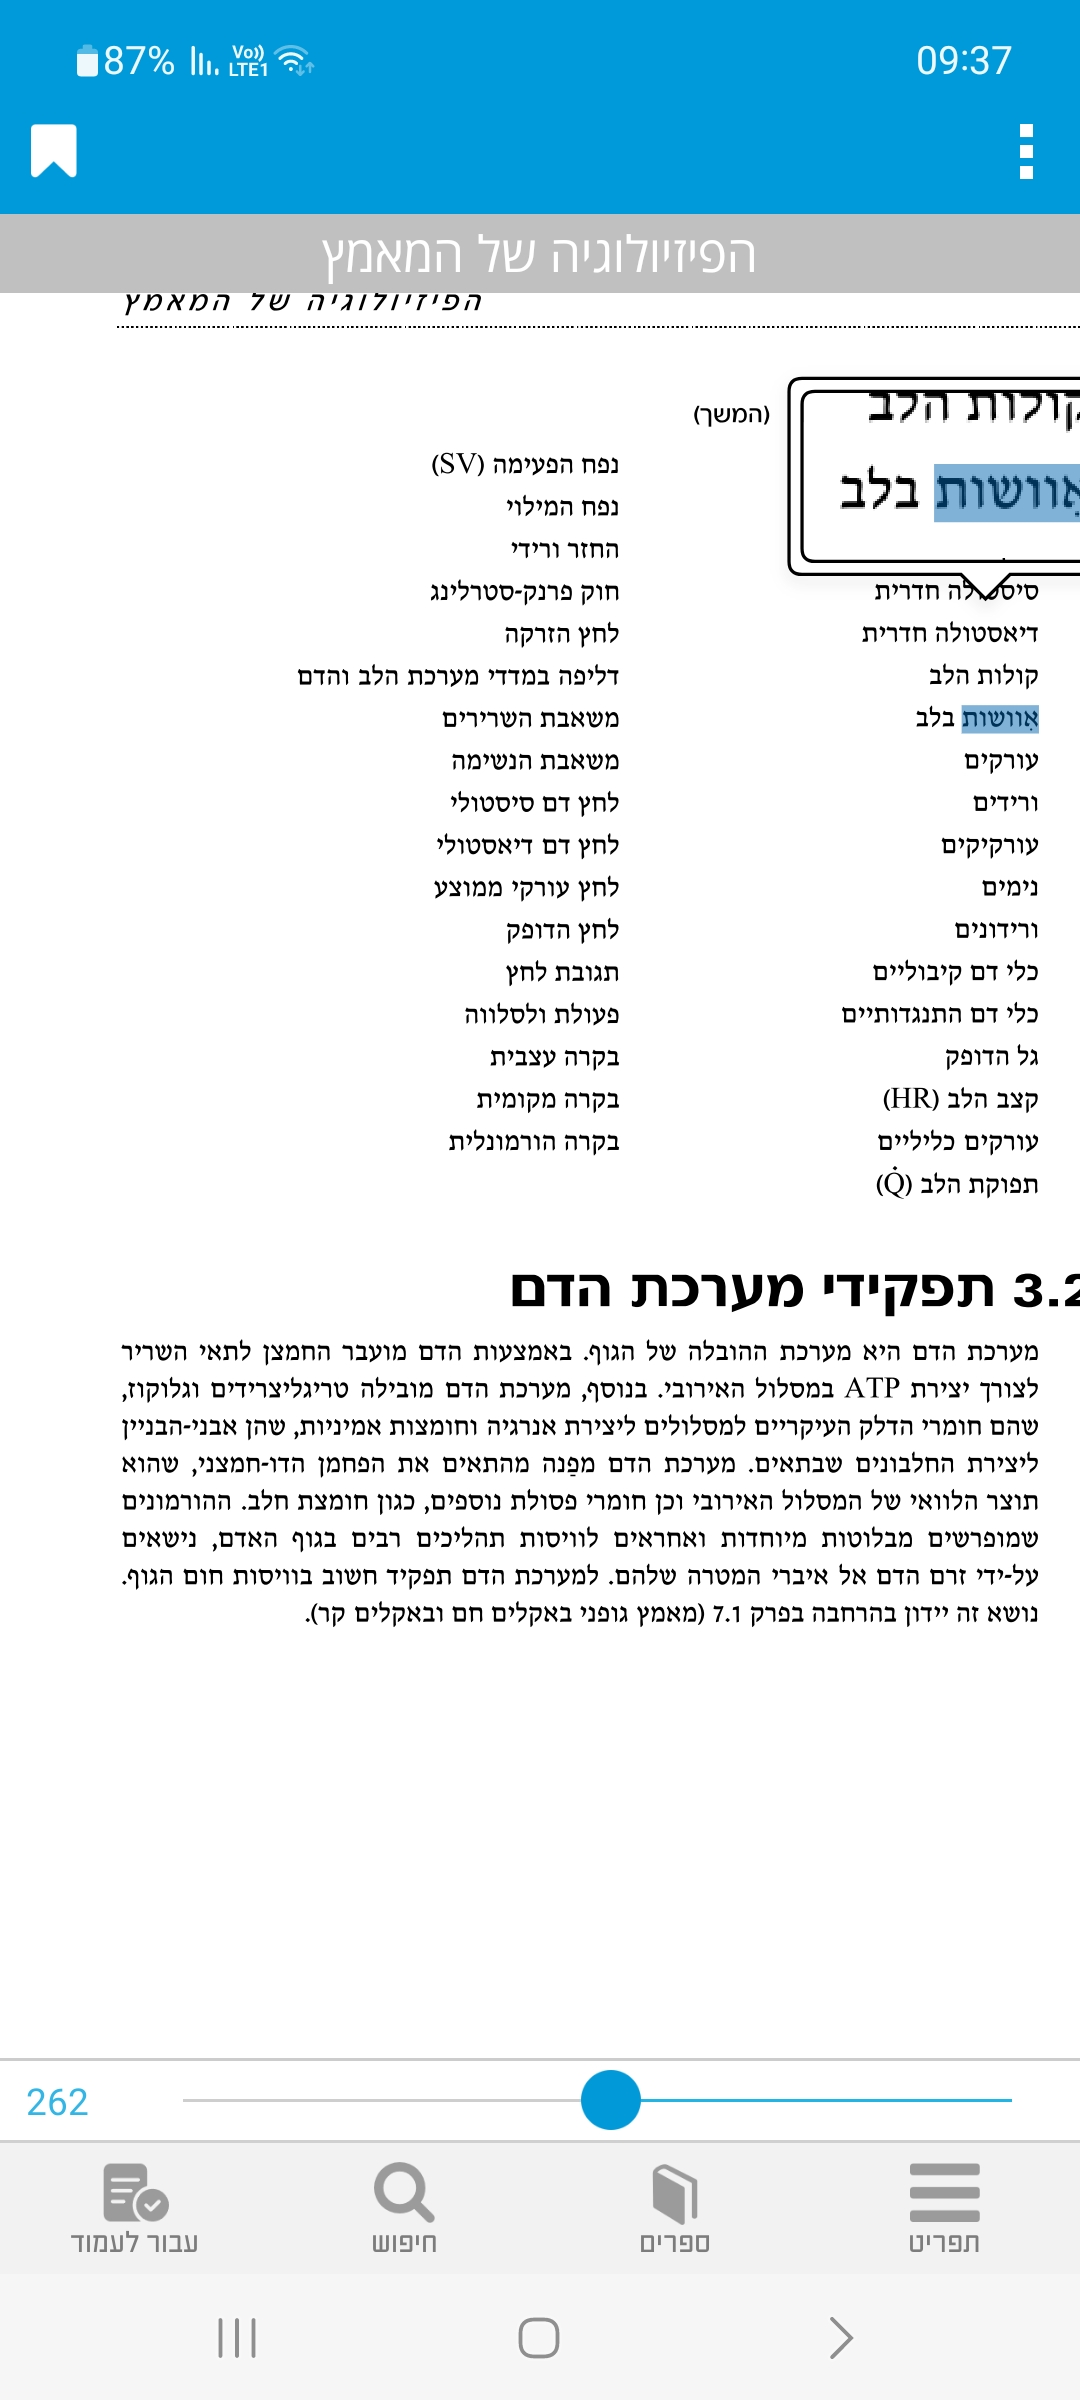 87% Vo)) LTE1 09:37
הפיזיולוגיה של המאמץ
הפיזיולוגיה של המאמץ
(המשך)
קולות הלב
אִוושות בלב
סיסטולה חדרית
דיאסטולה חדרית
קולות הלב
אִוושות בלב
עורקים
ורידים
עורקיקים
נימים
ורידונים
כלי דם קיבוליים
כלי דם התנגדותיים
גל הדופק
קצב הלב (HR)
עורקים כליליים
תפוקת הלב (Q̇)
נפח הפעימה (SV)
נפח המילוי
החזר ורידי
חוק פרנק-סטרלינג
לחץ הזרקה
דליפה במדדי מערכת הלב והדם
משאבת השרירים
משאבת הנשימה
לחץ דם סיסטולי
לחץ דם דיאסטולי
לחץ עורקי ממוצע
לחץ הדופק
תגובת לחץ
פעולת ולסלווה
בקרה עצבית
בקרה מקומית
בקרה הורמונלית
3.2 תפקידי מערכת הדם
מערכת הדם היא מערכת ההובלה של הגוף. באמצעות הדם מועבר החמצן לתאי השריר
לצורך יצירת ATP במסלול האירובי. בנוסף, מערכת הדם מובילה טריגליצרידים וגלוקוז,
שהם חומרי הדלק העיקריים למסלולים ליצירת אנרגיה וחומצות אמיניות, שהן אבני-הבניין
ליצירת החלבונים שבתאים. מערכת הדם מפַנה מהתאים את הפחמן הדו-חמצני, שהוא
תוצר הלוואי של המסלול האירובי וכן חומרי פסולת נוספים, כגון חומצת חלב. ההורמונים
שמופרשים מבלוטות מיוחדות ואחראים לוויסות תהליכים רבים בגוף האדם, נישאים
על-ידי זרם הדם אל איברי המטרה שלהם. למערכת הדם תפקיד חשוב בוויסות חום הגוף.
נושא זה יידון בהרחבה בפרק 7.1 (מאמץ גופני באקלים חם ובאקלים קר).
262
תפריט
ספרים
חיפוש
עבור לעמוד